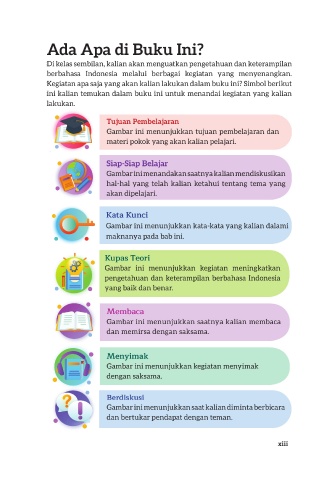 Ada Apa di Buku Ini?
Di kelas sembilan, kalian akan menguatkan pengetahuan dan keterampilan
berbahasa Indonesia melalui berbagai kegiatan yang menyenangkan.
Kegiatan apa saja yang akan kalian lakukan dalam buku ini? Simbol berikut
ini kalian temukan dalam buku ini untuk menandai kegiatan yang kalian
lakukan.
Tujuan Pembelajaran
Gambar ini menunjukkan tujuan pembelajaran dan
materi pokok yang akan kalian pelajari.
Siap-Siap Belajar
Gambar ini menandakan saatnya kalian mendiskusikan
hal-hal yang telah kalian ketahui tentang tema yang
akan dipelajari.
Kata Kunci
Gambar ini menunjukkan kata-kata yang kalian dalami
maknanya pada bab ini.
Kupas Teori
Gambar ini menunjukkan kegiatan meningkatkan
pengetahuan dan keterampilan berbahasa Indonesia
yang baik dan benar.
Membaca
Gambar ini menunjukkan saatnya kalian membaca
dan memirsa dengan saksama.
Menyimak
Gambar ini menunjukkan kegiatan menyimak
dengan saksama.
Berdiskusi
Gambar ini menunjukkan saat kalian diminta berbicara
dan bertukar pendapat dengan teman.
xiii